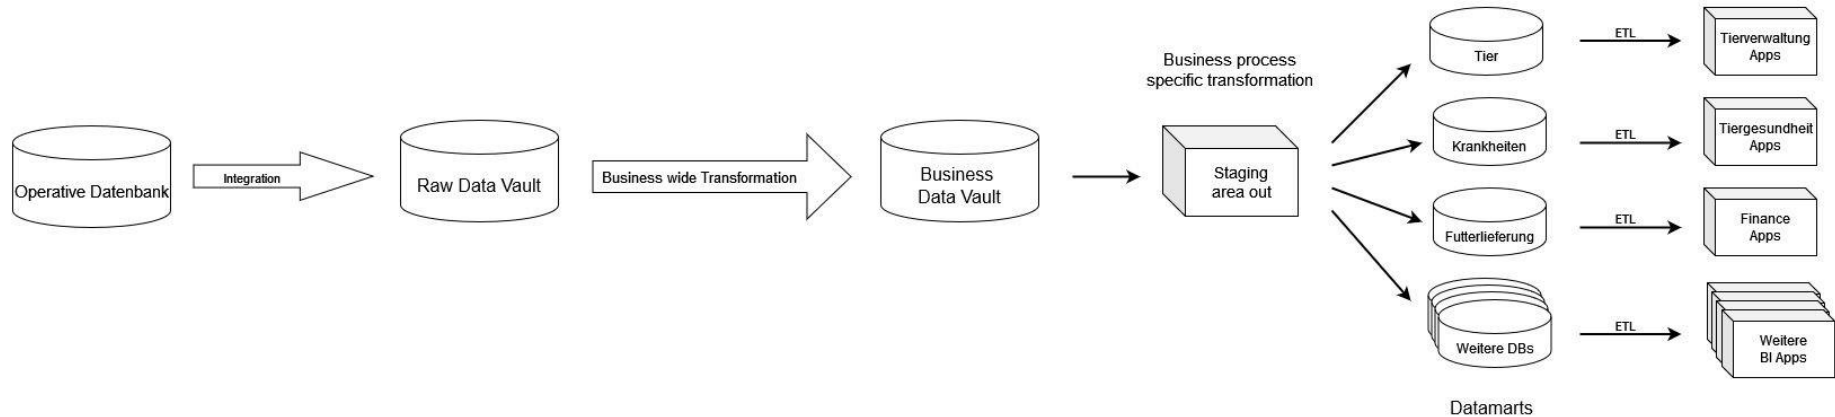 Operative Datenbank
Integration
Raw Data Vault
Business wide Transformation
Business
Data Vault
Business process
specific transformation
Staging
area out
Tier
ETL
Tierverwaltung
Apps
Krankheiten
ETL
Tiergesundheit
Apps
Futterlieferung
ETL
Finance
Apps
Weitere DBs
ETL
Weitere
BI Apps
Datamarts